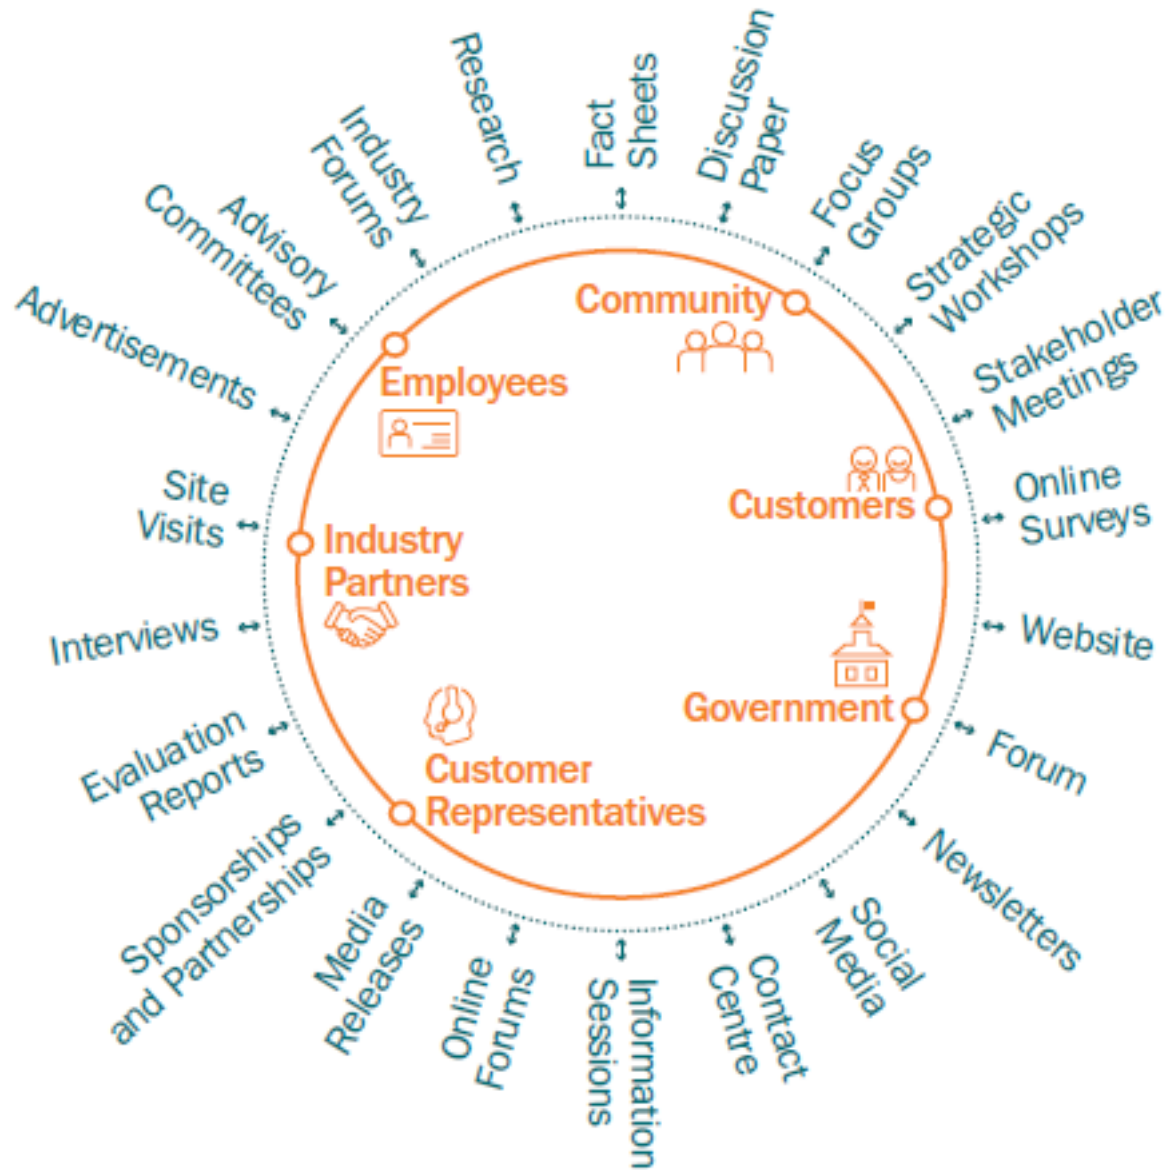 Fact
Sheets
Discussion
Paper
Focus
Groups
Strategic
Workshops
Stakeholder
Meetings
Online
Surveys
Website
Forum
Newsletters
Social
Media
Contact
Centre
Information
Sessions
Online
Forums
Media
Releases
Sponsorships
and Partnerships
Evaluation
Reports
Interviews
Site
Visits
Advertisements
Advisory
Committees
Industry
Forums
Research
Community
Customers
Government
Customer
Representatives
Industry
Partners
Employees